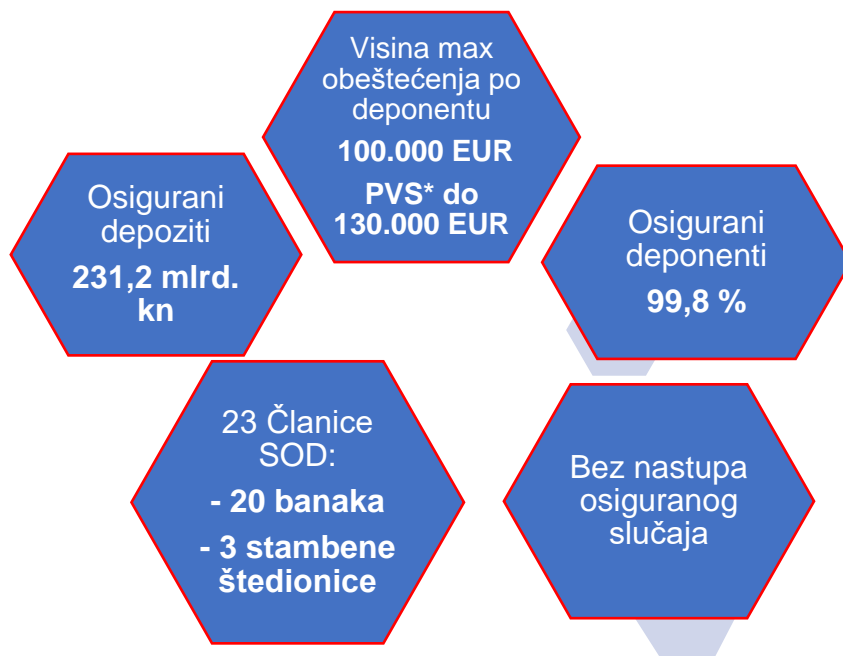 Visina max
obeštećenja po
deponentu
100.000 EUR
PVS* do
130.000 EUR
Osigurani
depoziti
231,2 mlrd.
kn
Osigurani
deponenti
99,8 %
23 Članice
SOD:
- 20 banaka
- 3 stambene
štedionice
Bez nastupa
osiguranog
slučaja